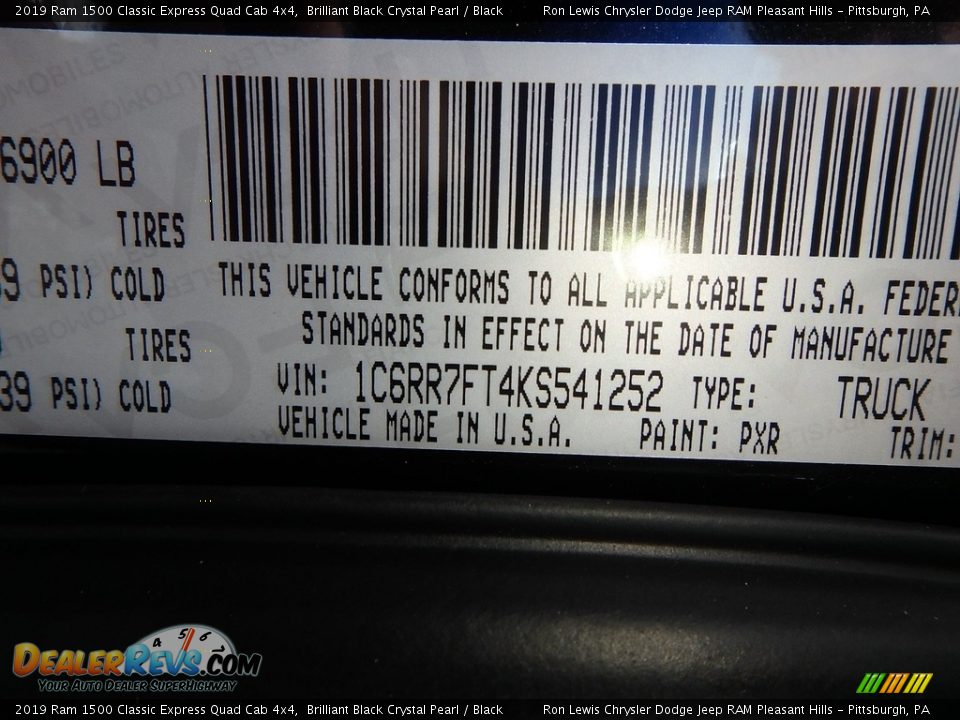 2019 Ram 1500 Classic Express Quad Cab 4x4, Brilliant Black Crystal Pearl / Black Ron Lewis Chrysler Dodge Jeep RAM Pleasant Hills - Pittsburgh, PA
6900 LB
TIRES
39 PSI) COLD
THIS VEHICLE CONFORMS TO ALL APPLICABLE U.S.A. FEDER
STANDARDS IN EFFECT ON THE DATE OF MANUFACTURE
TIRES
39 PSI) COLD
VIN: 1C6RR7FT4KS541252 TYPE: TRUCK
VEHICLE MADE IN U.S.A. PAINT: PXR TRIM:
4 5 6
DEALERREVS.COM
YOUR AUTO DEALER SUPERHIGHWAY
2019 Ram 1500 Classic Express Quad Cab 4x4, Brilliant Black Crystal Pearl / Black Ron Lewis Chrysler Dodge Jeep RAM Pleasant Hills - Pittsburgh, PA